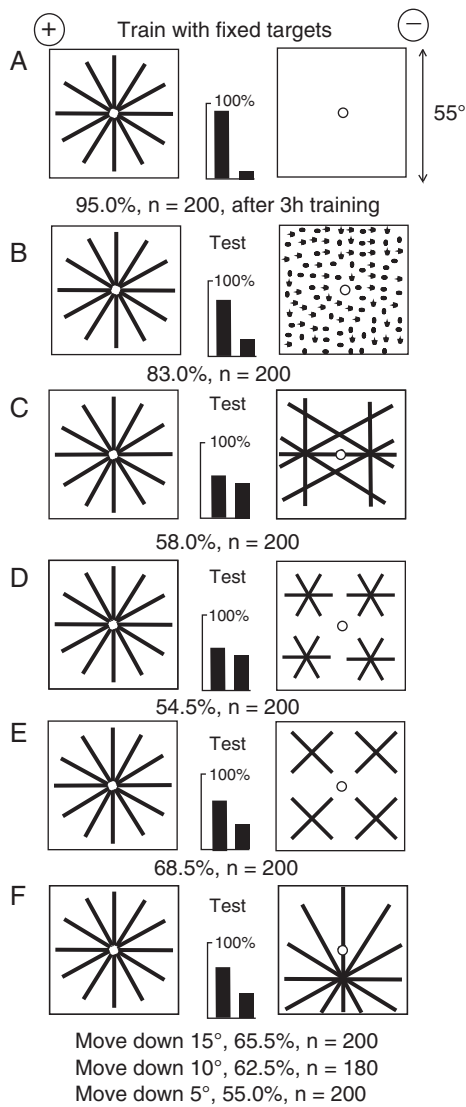 + Train with fixed targets −
A
100%
55°
95.0%, n = 200, after 3h training
B
Test
100%
83.0%, n = 200
C
Test
100%
58.0%, n = 200
D
Test
100%
54.5%, n = 200
E
Test
100%
68.5%, n = 200
F
Test
100%
Move down 15°, 65.5%, n = 200
Move down 10°, 62.5%, n = 180
Move down 5°, 55.0%, n = 200